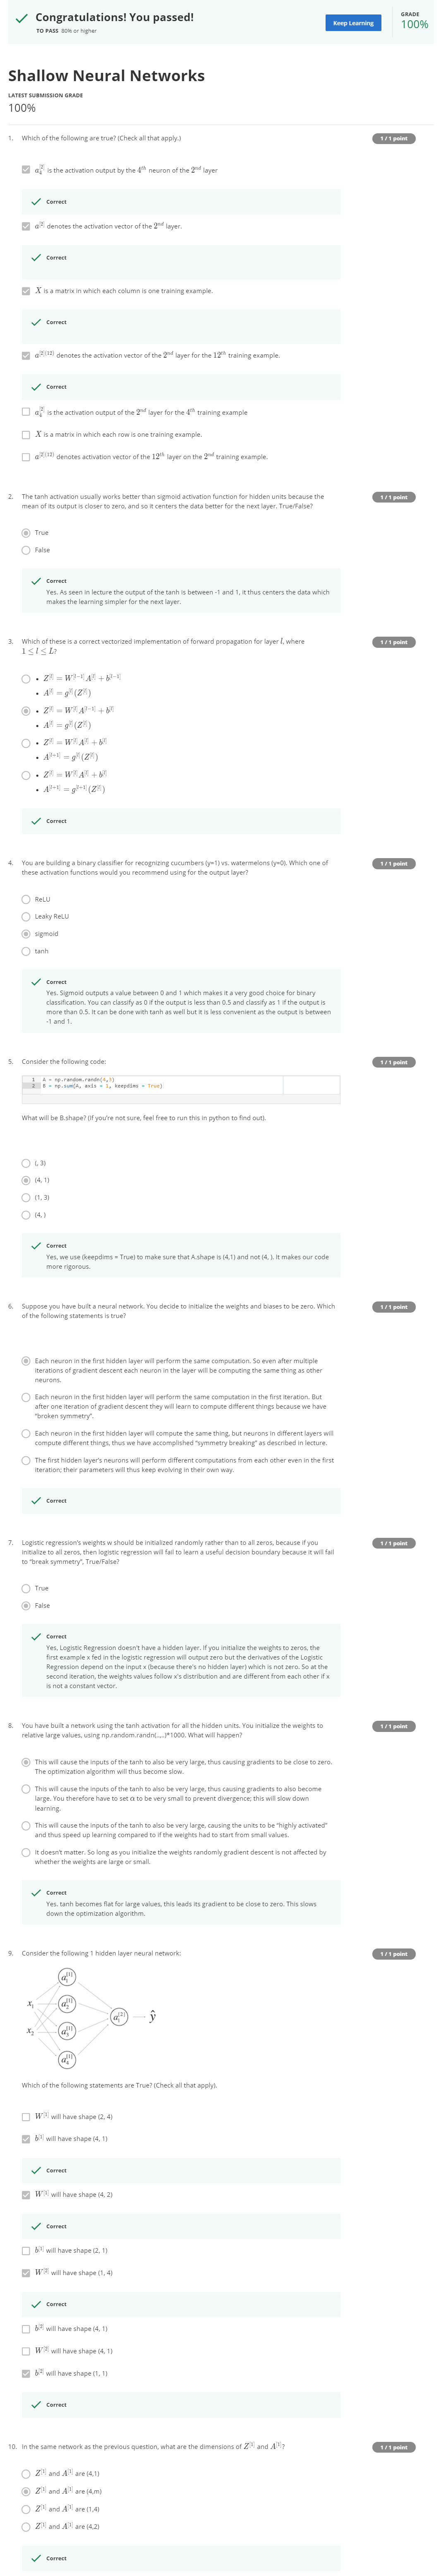 Congratulations! You passed!
TO PASS 80% or higher
Keep Learning
GRADE
100%
Shallow Neural Networks
LATEST SUBMISSION GRADE
100%
1. Which of the following are true? (Check all that apply.)
1 / 1 point
a₄^[2] is the activation output by the 4th neuron of the 2nd layer
Correct
a^[2] denotes the activation vector of the 2nd layer.
Correct
X is a matrix in which each column is one training example.
Correct
a^[2](12) denotes the activation vector of the 2nd layer for the 12th training example.
Correct
a₄^[2] is the activation output of the 2nd layer for the 4th training example
X is a matrix in which each row is one training example.
a^[2](12) denotes activation vector of the 12th layer on the 2nd training example.
2. The tanh activation usually works better than sigmoid activation function for hidden units because the
mean of its output is closer to zero, and so it centers the data better for the next layer. True/False?
1 / 1 point
True
False
Correct
Yes. As seen in lecture the output of the tanh is between -1 and 1, it thus centers the data which
makes the learning simpler for the next layer.
3. Which of these is a correct vectorized implementation of forward propagation for layer l, where
1 ≤ l ≤ L?
1 / 1 point
• Z^[l] = W^[l−1] A^[l] + b^[l−1]
• A^[l] = g^[l](Z^[l])
• Z^[l] = W^[l] A^[l−1] + b^[l]
• A^[l] = g^[l](Z^[l])
• Z^[l] = W^[l] A^[l] + b^[l]
• A^[l+1] = g^[l](Z^[l])
• Z^[l] = W^[l] A^[l] + b^[l]
• A^[l+1] = g^[l+1](Z^[l])
Correct
4. You are building a binary classifier for recognizing cucumbers (y=1) vs. watermelons (y=0). Which one of
these activation functions would you recommend using for the output layer?
1 / 1 point
ReLU
Leaky ReLU
sigmoid
tanh
Correct
Yes. Sigmoid outputs a value between 0 and 1 which makes it a very good choice for binary
classification. You can classify as 0 if the output is less than 0.5 and classify as 1 if the output is
more than 0.5. It can be done with tanh as well but it is less convenient as the output is between
-1 and 1.
5. Consider the following code:
1 / 1 point
1 A = np.random.randn(4,3)
2 B = np.sum(A, axis = 1, keepdims = True)
What will be B.shape? (If you're not sure, feel free to run this in python to find out).
(, 3)
(4, 1)
(1, 3)
(4, )
Correct
Yes, we use (keepdims = True) to make sure that A.shape is (4,1) and not (4, ). It makes our code
more rigorous.
6. Suppose you have built a neural network. You decide to initialize the weights and biases to be zero. Which
of the following statements is true?
1 / 1 point
Each neuron in the first hidden layer will perform the same computation. So even after multiple
iterations of gradient descent each neuron in the layer will be computing the same thing as other
neurons.
Each neuron in the first hidden layer will perform the same computation in the first iteration. But
after one iteration of gradient descent they will learn to compute different things because we have
"broken symmetry".
Each neuron in the first hidden layer will compute the same thing, but neurons in different layers will
compute different things, thus we have accomplished "symmetry breaking" as described in lecture.
The first hidden layer's neurons will perform different computations from each other even in the first
iteration; their parameters will thus keep evolving in their own way.
Correct
7. Logistic regression's weights w should be initialized randomly rather than to all zeros, because if you
initialize to all zeros, then logistic regression will fail to learn a useful decision boundary because it will fail
to "break symmetry", True/False?
1 / 1 point
True
False
Correct
Yes, Logistic Regression doesn't have a hidden layer. If you initialize the weights to zeros, the
first example x fed in the logistic regression will output zero but the derivatives of the Logistic
Regression depend on the input x (because there's no hidden layer) which is not zero. So at the
second iteration, the weights values follow x's distribution and are different from each other if x
is not a constant vector.
8. You have built a network using the tanh activation for all the hidden units. You initialize the weights to
relative large values, using np.random.randn(..,..)*1000. What will happen?
1 / 1 point
This will cause the inputs of the tanh to also be very large, thus causing gradients to be close to zero.
The optimization algorithm will thus become slow.
This will cause the inputs of the tanh to also be very large, thus causing gradients to also become
large. You therefore have to set α to be very small to prevent divergence; this will slow down
learning.
This will cause the inputs of the tanh to also be very large, causing the units to be "highly activated"
and thus speed up learning compared to if the weights had to start from small values.
It doesn't matter. So long as you initialize the weights randomly gradient descent is not affected by
whether the weights are large or small.
Correct
Yes. tanh becomes flat for large values, this leads its gradient to be close to zero. This slows
down the optimization algorithm.
9. Consider the following 1 hidden layer neural network:
1 / 1 point
a₁^[1]
x₁
a₂^[1]
a₁^[2]
ŷ
x₂
a₃^[1]
a₄^[1]
Which of the following statements are True? (Check all that apply).
W^[1] will have shape (2, 4)
b^[1] will have shape (4, 1)
Correct
W^[1] will have shape (4, 2)
Correct
b^[1] will have shape (2, 1)
W^[2] will have shape (1, 4)
Correct
b^[2] will have shape (4, 1)
W^[2] will have shape (4, 1)
b^[2] will have shape (1, 1)
Correct
10. In the same network as the previous question, what are the dimensions of Z^[1] and A^[1]?
1 / 1 point
Z^[1] and A^[1] are (4,1)
Z^[1] and A^[1] are (4,m)
Z^[1] and A^[1] are (1,4)
Z^[1] and A^[1] are (4,2)
Correct